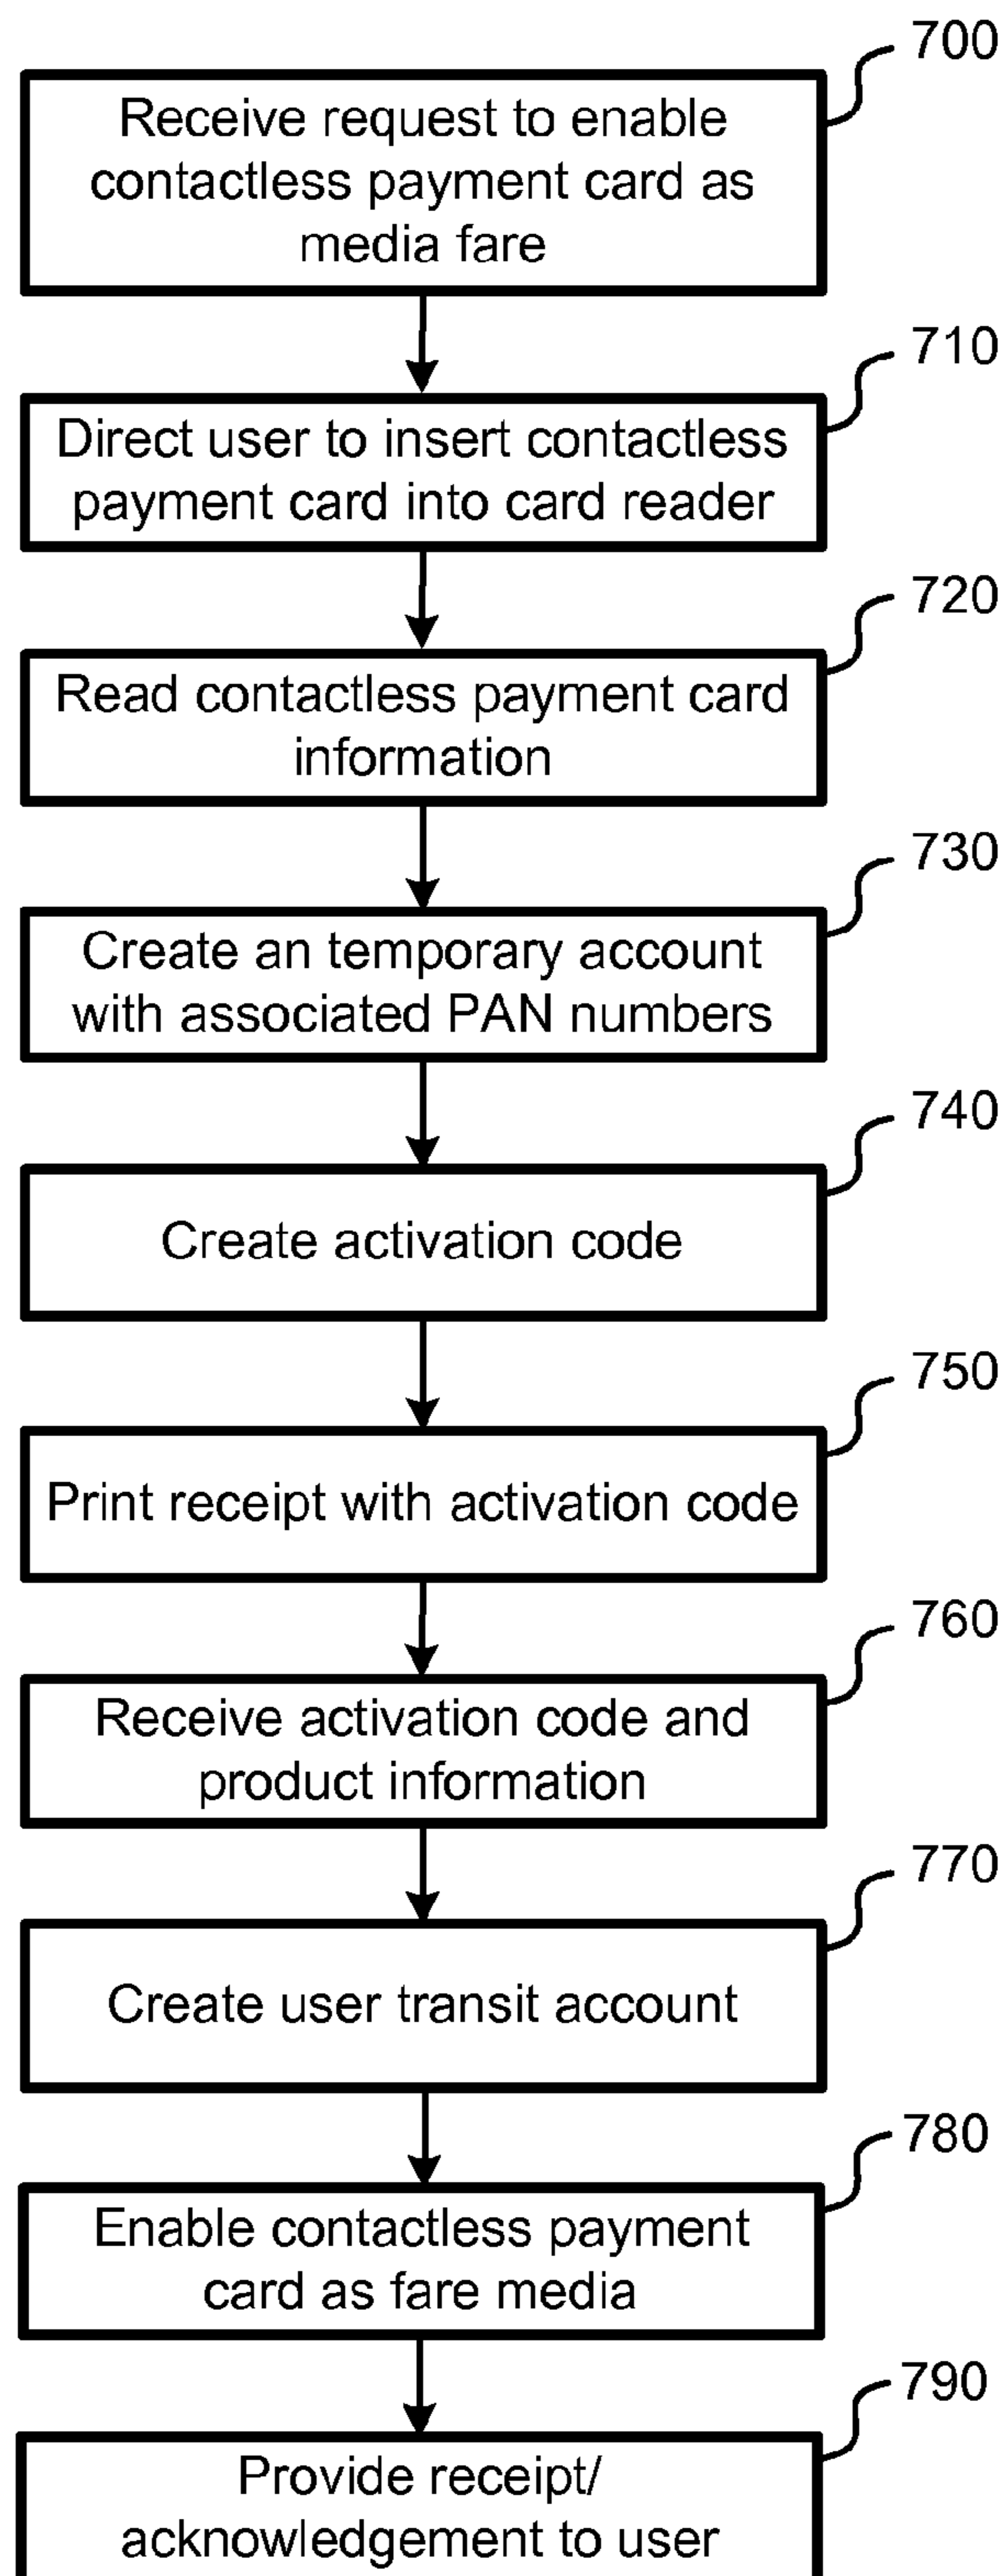 700
Receive request to enable
contactless payment card as
media fare
710
Direct user to insert contactless
payment card into card reader
720
Read contactless payment card
information
730
Create an temporary account
with associated PAN numbers
740
Create activation code
750
Print receipt with activation code
760
Receive activation code and
product information
770
Create user transit account
780
Enable contactless payment
card as fare media
790
Provide receipt/
acknowledgement to user